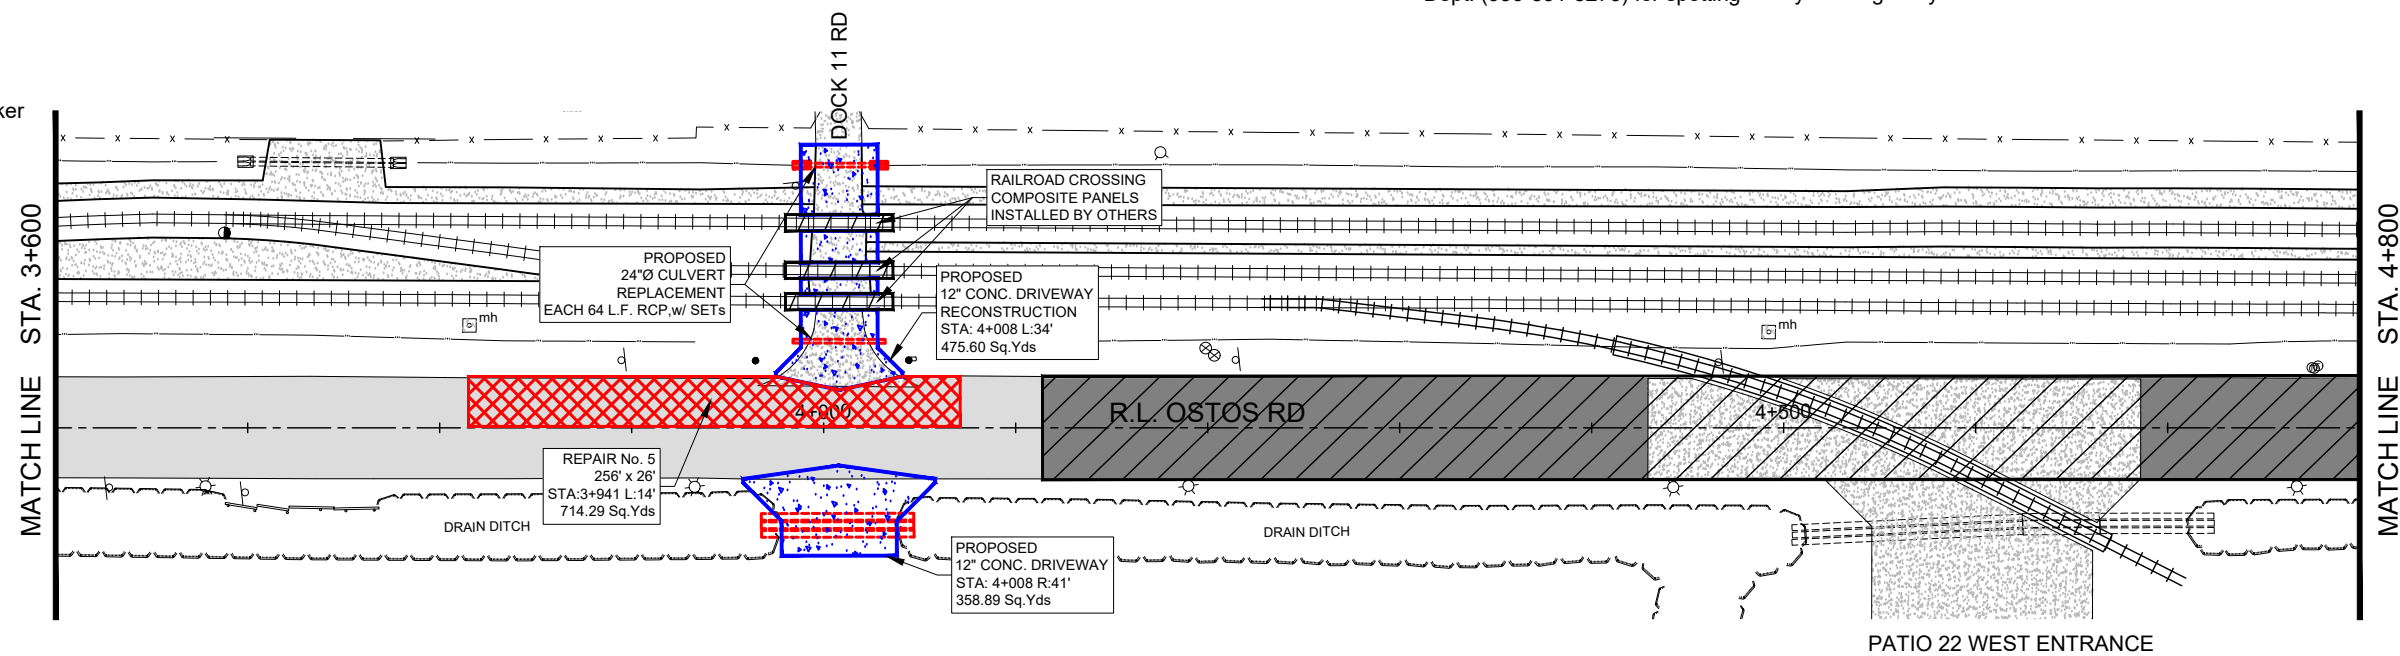 ker
DOCK 11 RD
RAILROAD CROSSING
COMPOSITE PANELS
INSTALLED BY OTHERS
PROPOSED
24"Ø CULVERT
REPLACEMENT
EACH 64 L.F. RCP,w/ SETs
PROPOSED
12" CONC. DRIVEWAY
RECONSTRUCTION
STA: 4+008 L:34'
475.60 Sq.Yds
mh
mh
MATCH LINE STA. 3+600
MATCH LINE STA. 4+800
4+000
R.L. OSTOS RD
4+500
REPAIR No. 5
256' x 26'
STA:3+941 L:14'
714.29 Sq.Yds
DRAIN DITCH
DRAIN DITCH
PROPOSED
12" CONC. DRIVEWAY
STA: 4+008 R:41'
358.89 Sq.Yds
PATIO 22 WEST ENTRANCE